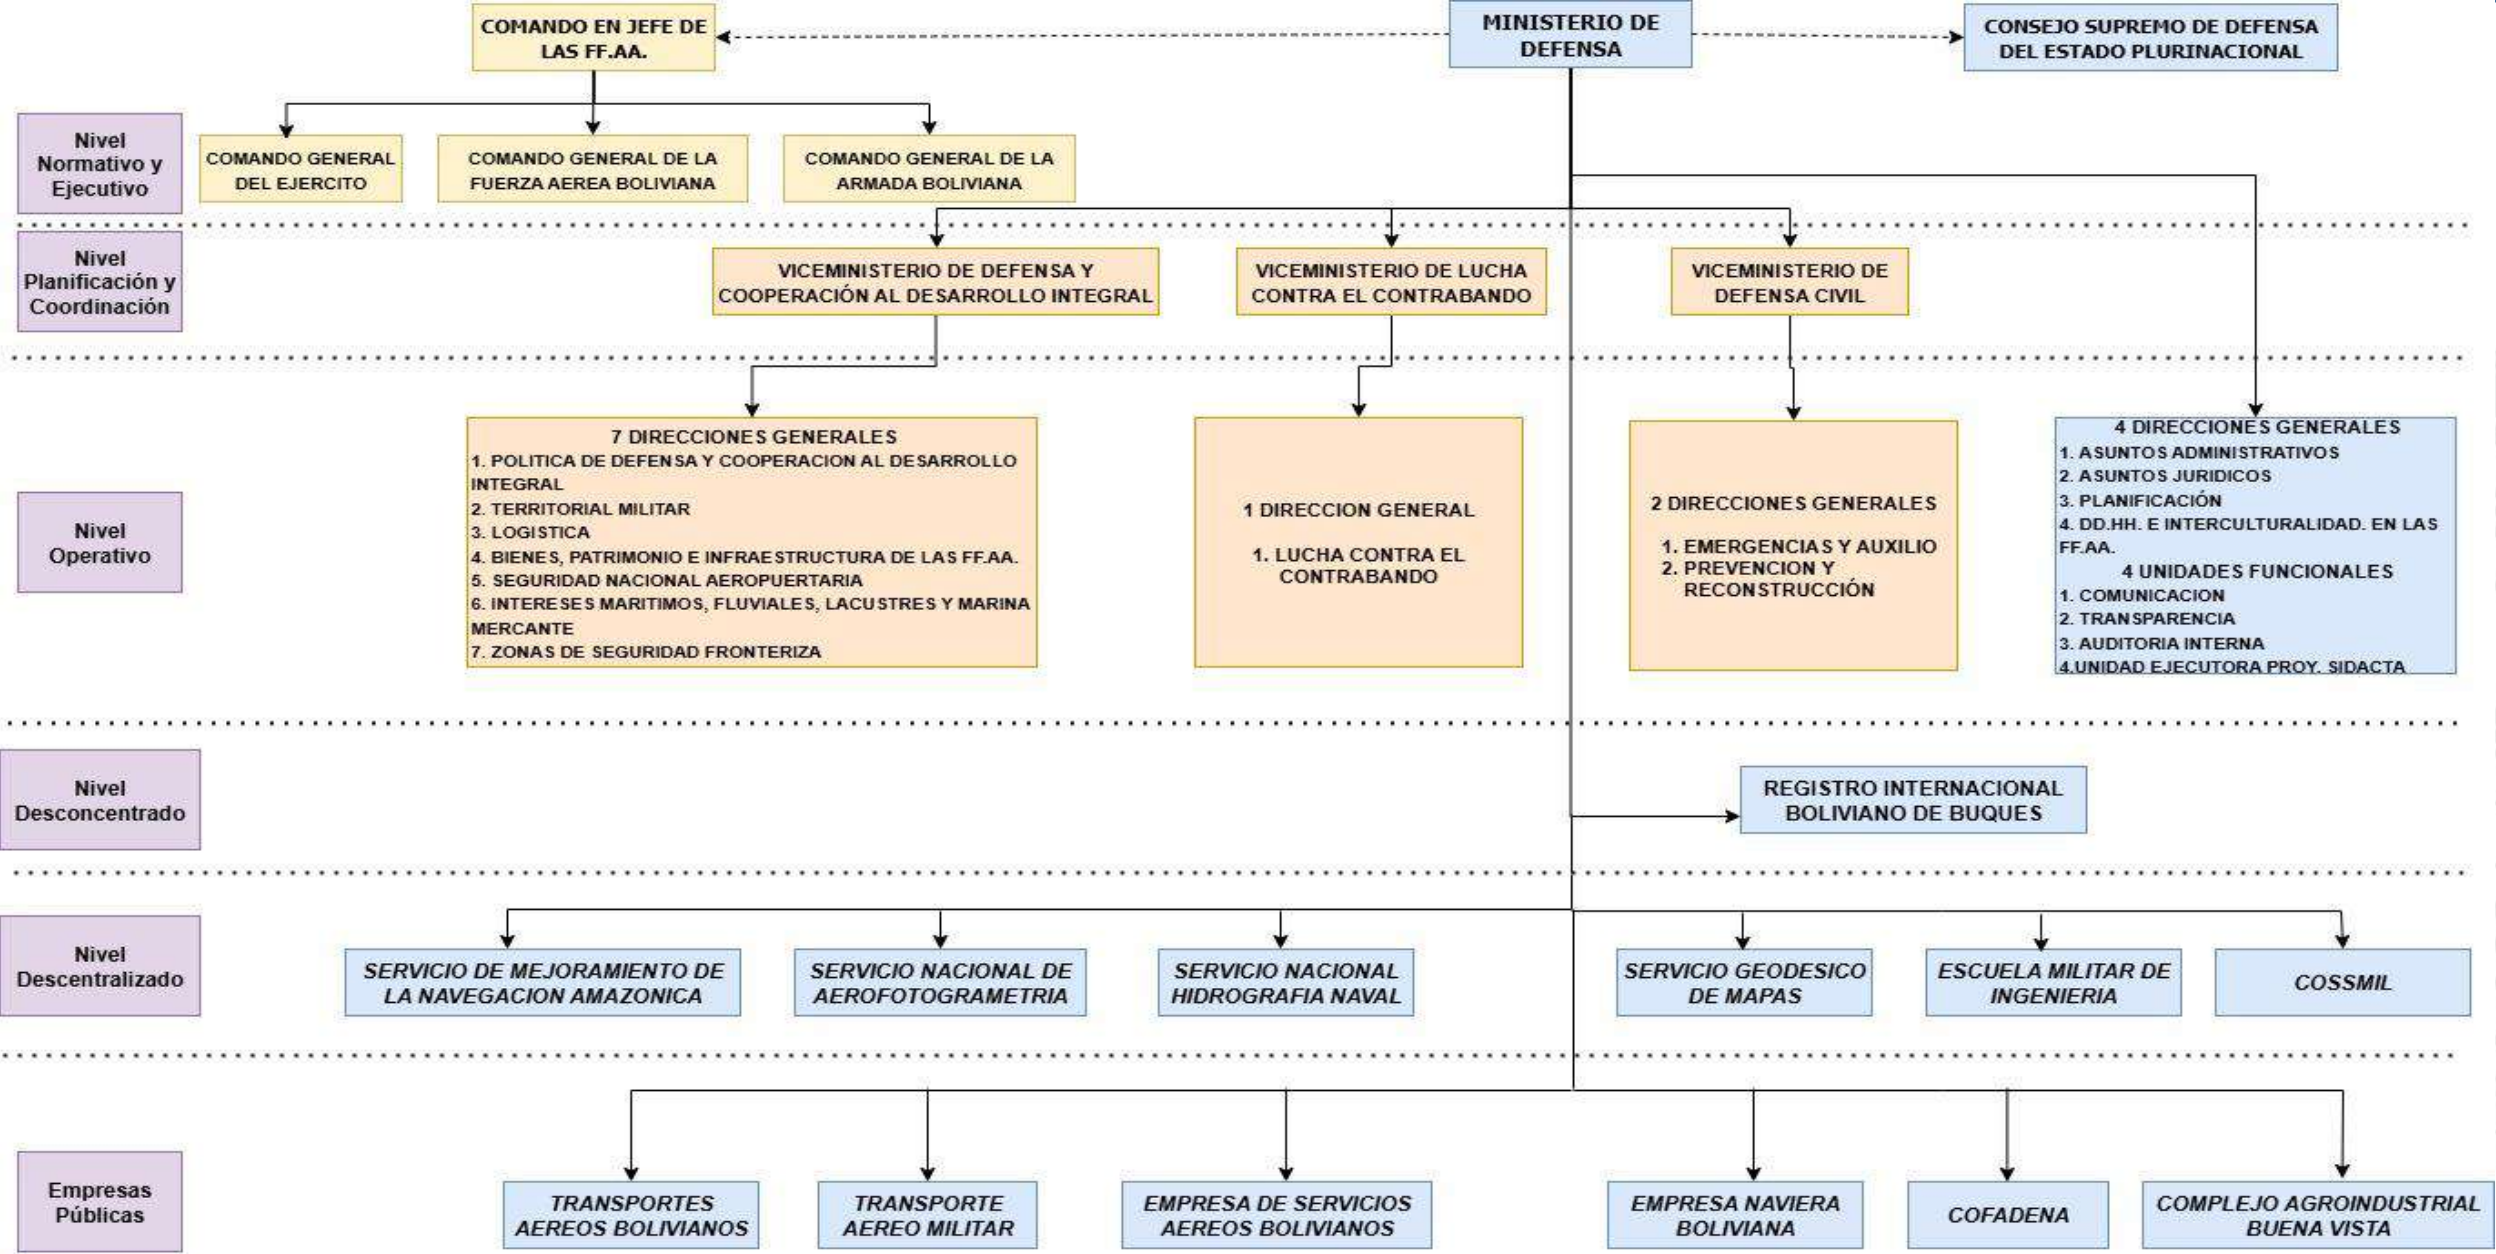 COMANDO EN JEFE DE
LAS FF.AA.
MINISTERIO DE
DEFENSA
CONSEJO SUPREMO DE DEFENSA
DEL ESTADO PLURINACIONAL
Nivel
Normativo y
Ejecutivo
COMANDO GENERAL
DEL EJERCITO
COMANDO GENERAL DE LA
FUERZA AEREA BOLIVIANA
COMANDO GENERAL DE LA
ARMADA BOLIVIANA
Nivel
Planificación y
Coordinación
VICEMINISTERIO DE DEFENSA Y
COOPERACIÓN AL DESARROLLO INTEGRAL
VICEMINISTERIO DE LUCHA
CONTRA EL CONTRABANDO
VICEMINISTERIO DE
DEFENSA CIVIL
Nivel
Operativo
7 DIRECCIONES GENERALES
1. POLITICA DE DEFENSA Y COOPERACION AL DESARROLLO
INTEGRAL
2. TERRITORIAL MILITAR
3. LOGISTICA
4. BIENES, PATRIMONIO E INFRAESTRUCTURA DE LAS FF.AA.
5. SEGURIDAD NACIONAL AEROPUERTARIA
6. INTERESES MARITIMOS, FLUVIALES, LACUSTRES Y MARINA
MERCANTE
7. ZONAS DE SEGURIDAD FRONTERIZA
1 DIRECCION GENERAL
1. LUCHA CONTRA EL
CONTRABANDO
2 DIRECCIONES GENERALES
1. EMERGENCIAS Y AUXILIO
2. PREVENCION Y
RECONSTRUCCIÓN
4 DIRECCIONES GENERALES
1. ASUNTOS ADMINISTRATIVOS
2. ASUNTOS JURIDICOS
3. PLANIFICACIÓN
4. DD.HH. E INTERCULTURALIDAD. EN LAS
FF.AA.
4 UNIDADES FUNCIONALES
1. COMUNICACION
2. TRANSPARENCIA
3. AUDITORIA INTERNA
4.UNIDAD EJECUTORA PROY. SIDACTA
Nivel
Desconcentrado
REGISTRO INTERNACIONAL
BOLIVIANO DE BUQUES
Nivel
Descentralizado
SERVICIO DE MEJORAMIENTO DE
LA NAVEGACION AMAZONICA
SERVICIO NACIONAL DE
AEROFOTOGRAMETRIA
SERVICIO NACIONAL
HIDROGRAFIA NAVAL
SERVICIO GEODESICO
DE MAPAS
ESCUELA MILITAR DE
INGENIERIA
COSSMIL
Empresas
Públicas
TRANSPORTES
AEREOS BOLIVIANOS
TRANSPORTE
AEREO MILITAR
EMPRESA DE SERVICIOS
AEREOS BOLIVIANOS
EMPRESA NAVIERA
BOLIVIANA
COFADENA
COMPLEJO AGROINDUSTRIAL
BUENA VISTA